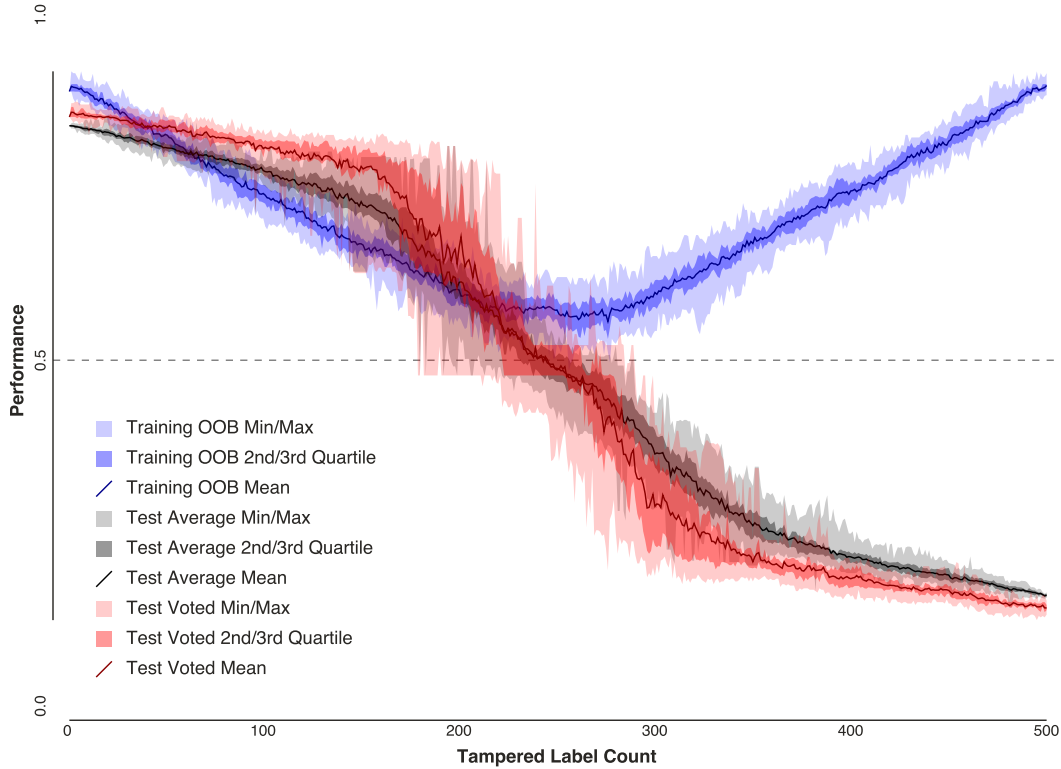 1.0
0.5
0.0
Performance
Training OOB Min/Max
Training OOB 2nd/3rd Quartile
Training OOB Mean
Test Average Min/Max
Test Average 2nd/3rd Quartile
Test Average Mean
Test Voted Min/Max
Test Voted 2nd/3rd Quartile
Test Voted Mean
0 100 200 300 400 500
Tampered Label Count